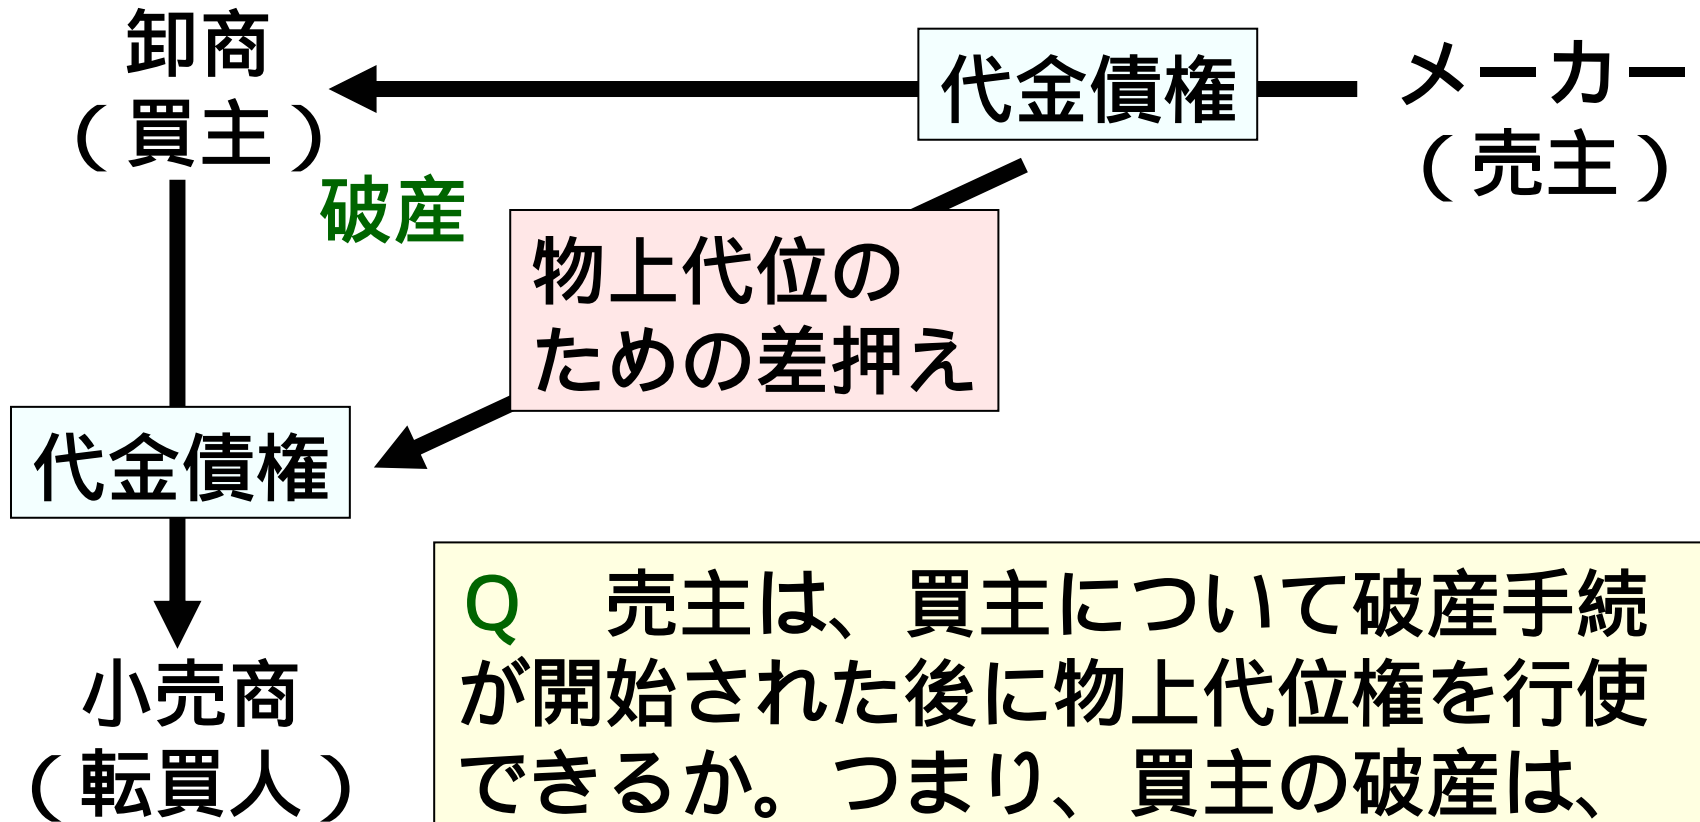 卸商
（買主）
代金債権
メーカー
（売主）
破産
物上代位の
ための差押え
代金債権
小売商
（転買人）
Q　売主は、買主について破産手続
が開始された後に物上代位権を行使
できるか。つまり、買主の破産は、